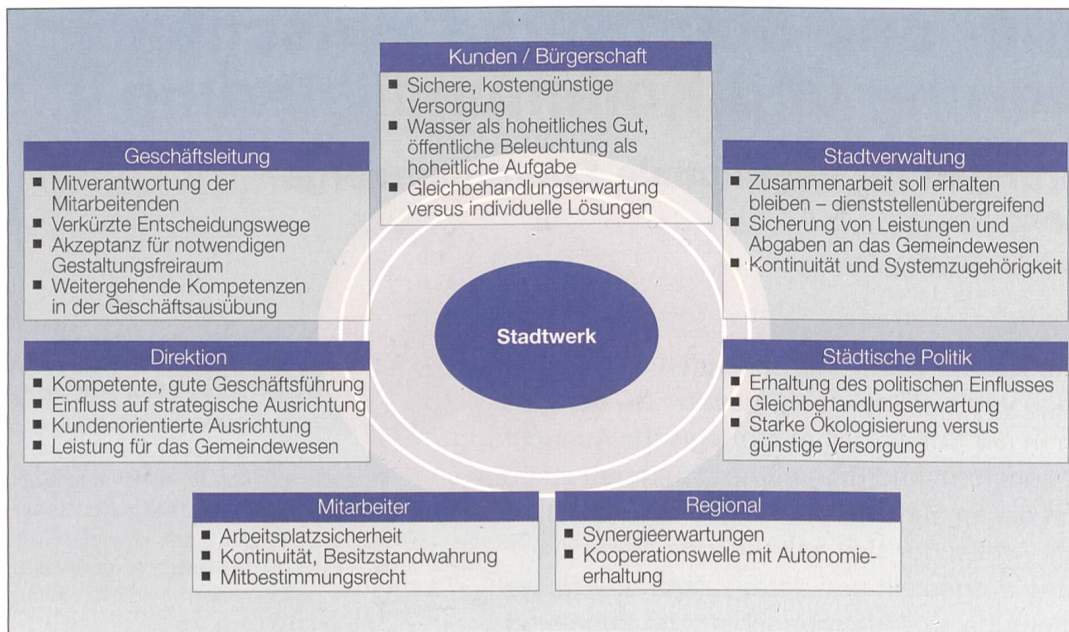 Kunden / Bürgerschaft
■ Sichere, kostengünstige
Versorgung
■ Wasser als hoheitliches Gut,
öffentliche Beleuchtung als
hoheitliche Aufgabe
■ Gleichbehandlungserwartung
versus individuelle Lösungen
Geschäftsleitung
■ Mitverantwortung der
Mitarbeitenden
■ Verkürzte Entscheidungswege
■ Akzeptanz für notwendigen
Gestaltungsfreiraum
■ Weitergehende Kompetenzen
in der Geschäftsausübung
Stadtverwaltung
■ Zusammenarbeit soll erhalten
bleiben – dienststellenübergreifend
■ Sicherung von Leistungen und
Abgaben an das Gemeindewesen
■ Kontinuität und Systemzugehörigkeit
Stadtwerk
Direktion
■ Kompetente, gute Geschäftsführung
■ Einfluss auf strategische Ausrichtung
■ Kundenorientierte Ausrichtung
■ Leistung für das Gemeindewesen
Städtische Politik
■ Erhaltung des politischen Einflusses
■ Gleichbehandlungserwartung
■ Starke Ökologisierung versus
günstige Versorgung
Mitarbeiter
■ Arbeitsplatzsicherheit
■ Kontinuität, Besitzstandwahrung
■ Mitbestimmungsrecht
Regional
■ Synergieerwartungen
■ Kooperationswelle mit Autonomie-
erhaltung